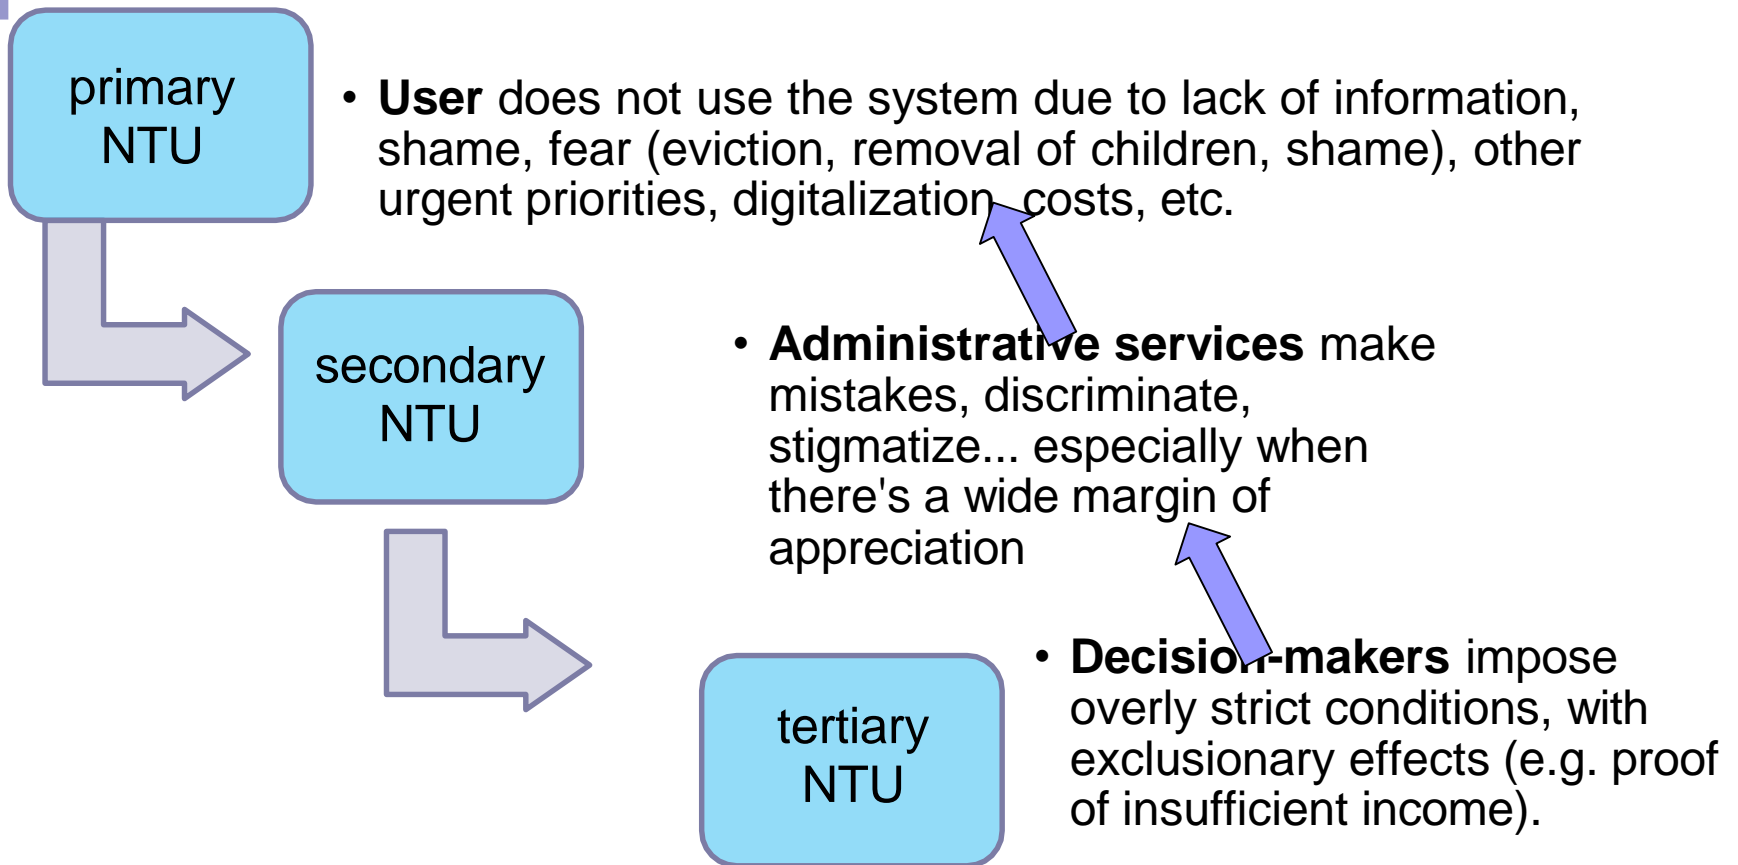 primary
NTU
• User does not use the system due to lack of information,
shame, fear (eviction, removal of children, shame), other
urgent priorities, digitalization, costs, etc.
secondary
NTU
• Administrative services make
mistakes, discriminate,
stigmatize... especially when
there's a wide margin of
appreciation
tertiary
NTU
• Decision-makers impose
overly strict conditions, with
exclusionary effects (e.g. proof
of insufficient income).